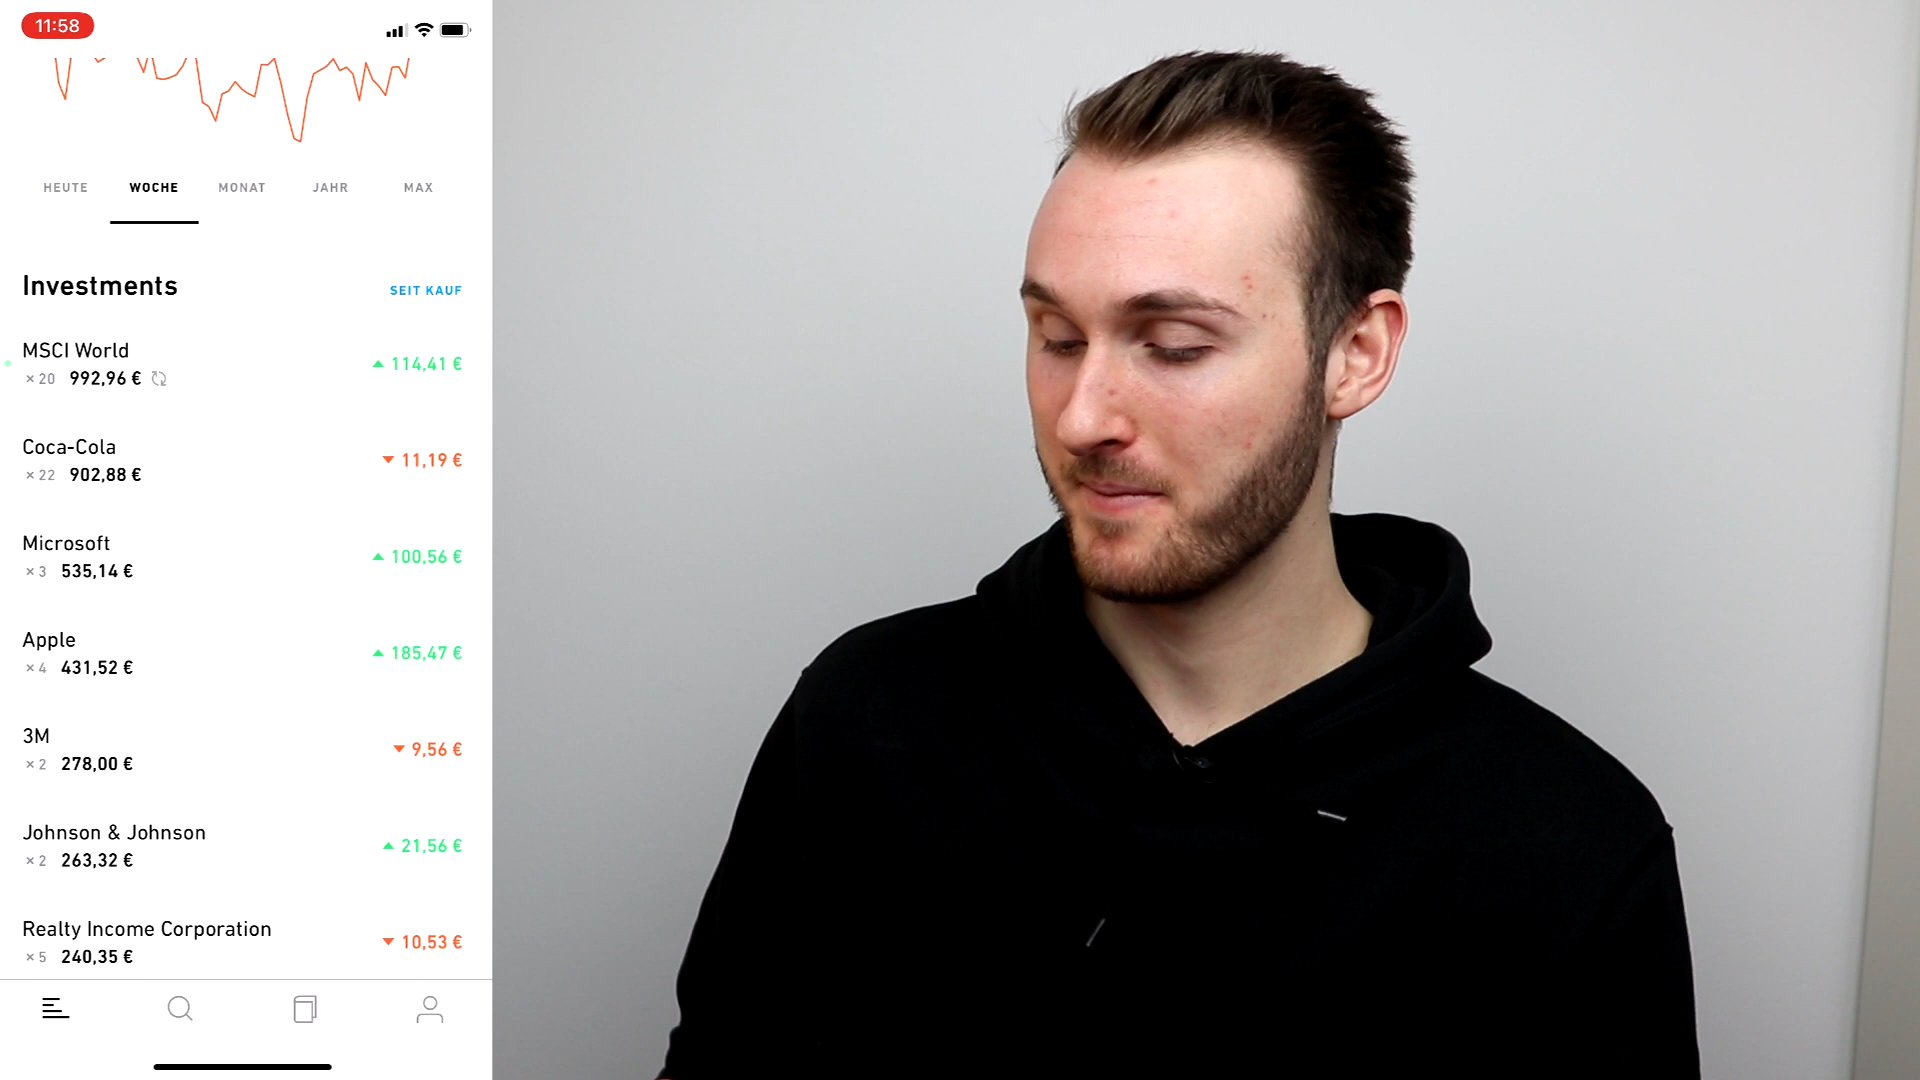 11:58
HEUTE WOCHE MONAT JAHR MAX
Investments SEIT KAUF
MSCI World
× 20 992,96 € ▲ 114,41 €
Coca-Cola
× 22 902,88 € ▼ 11,19 €
Microsoft
× 3 535,14 € ▲ 100,56 €
Apple
× 4 431,52 € ▲ 185,47 €
3M
× 2 278,00 € ▼ 9,56 €
Johnson & Johnson
× 2 263,32 € ▲ 21,56 €
Realty Income Corporation
× 5 240,35 € ▼ 10,53 €